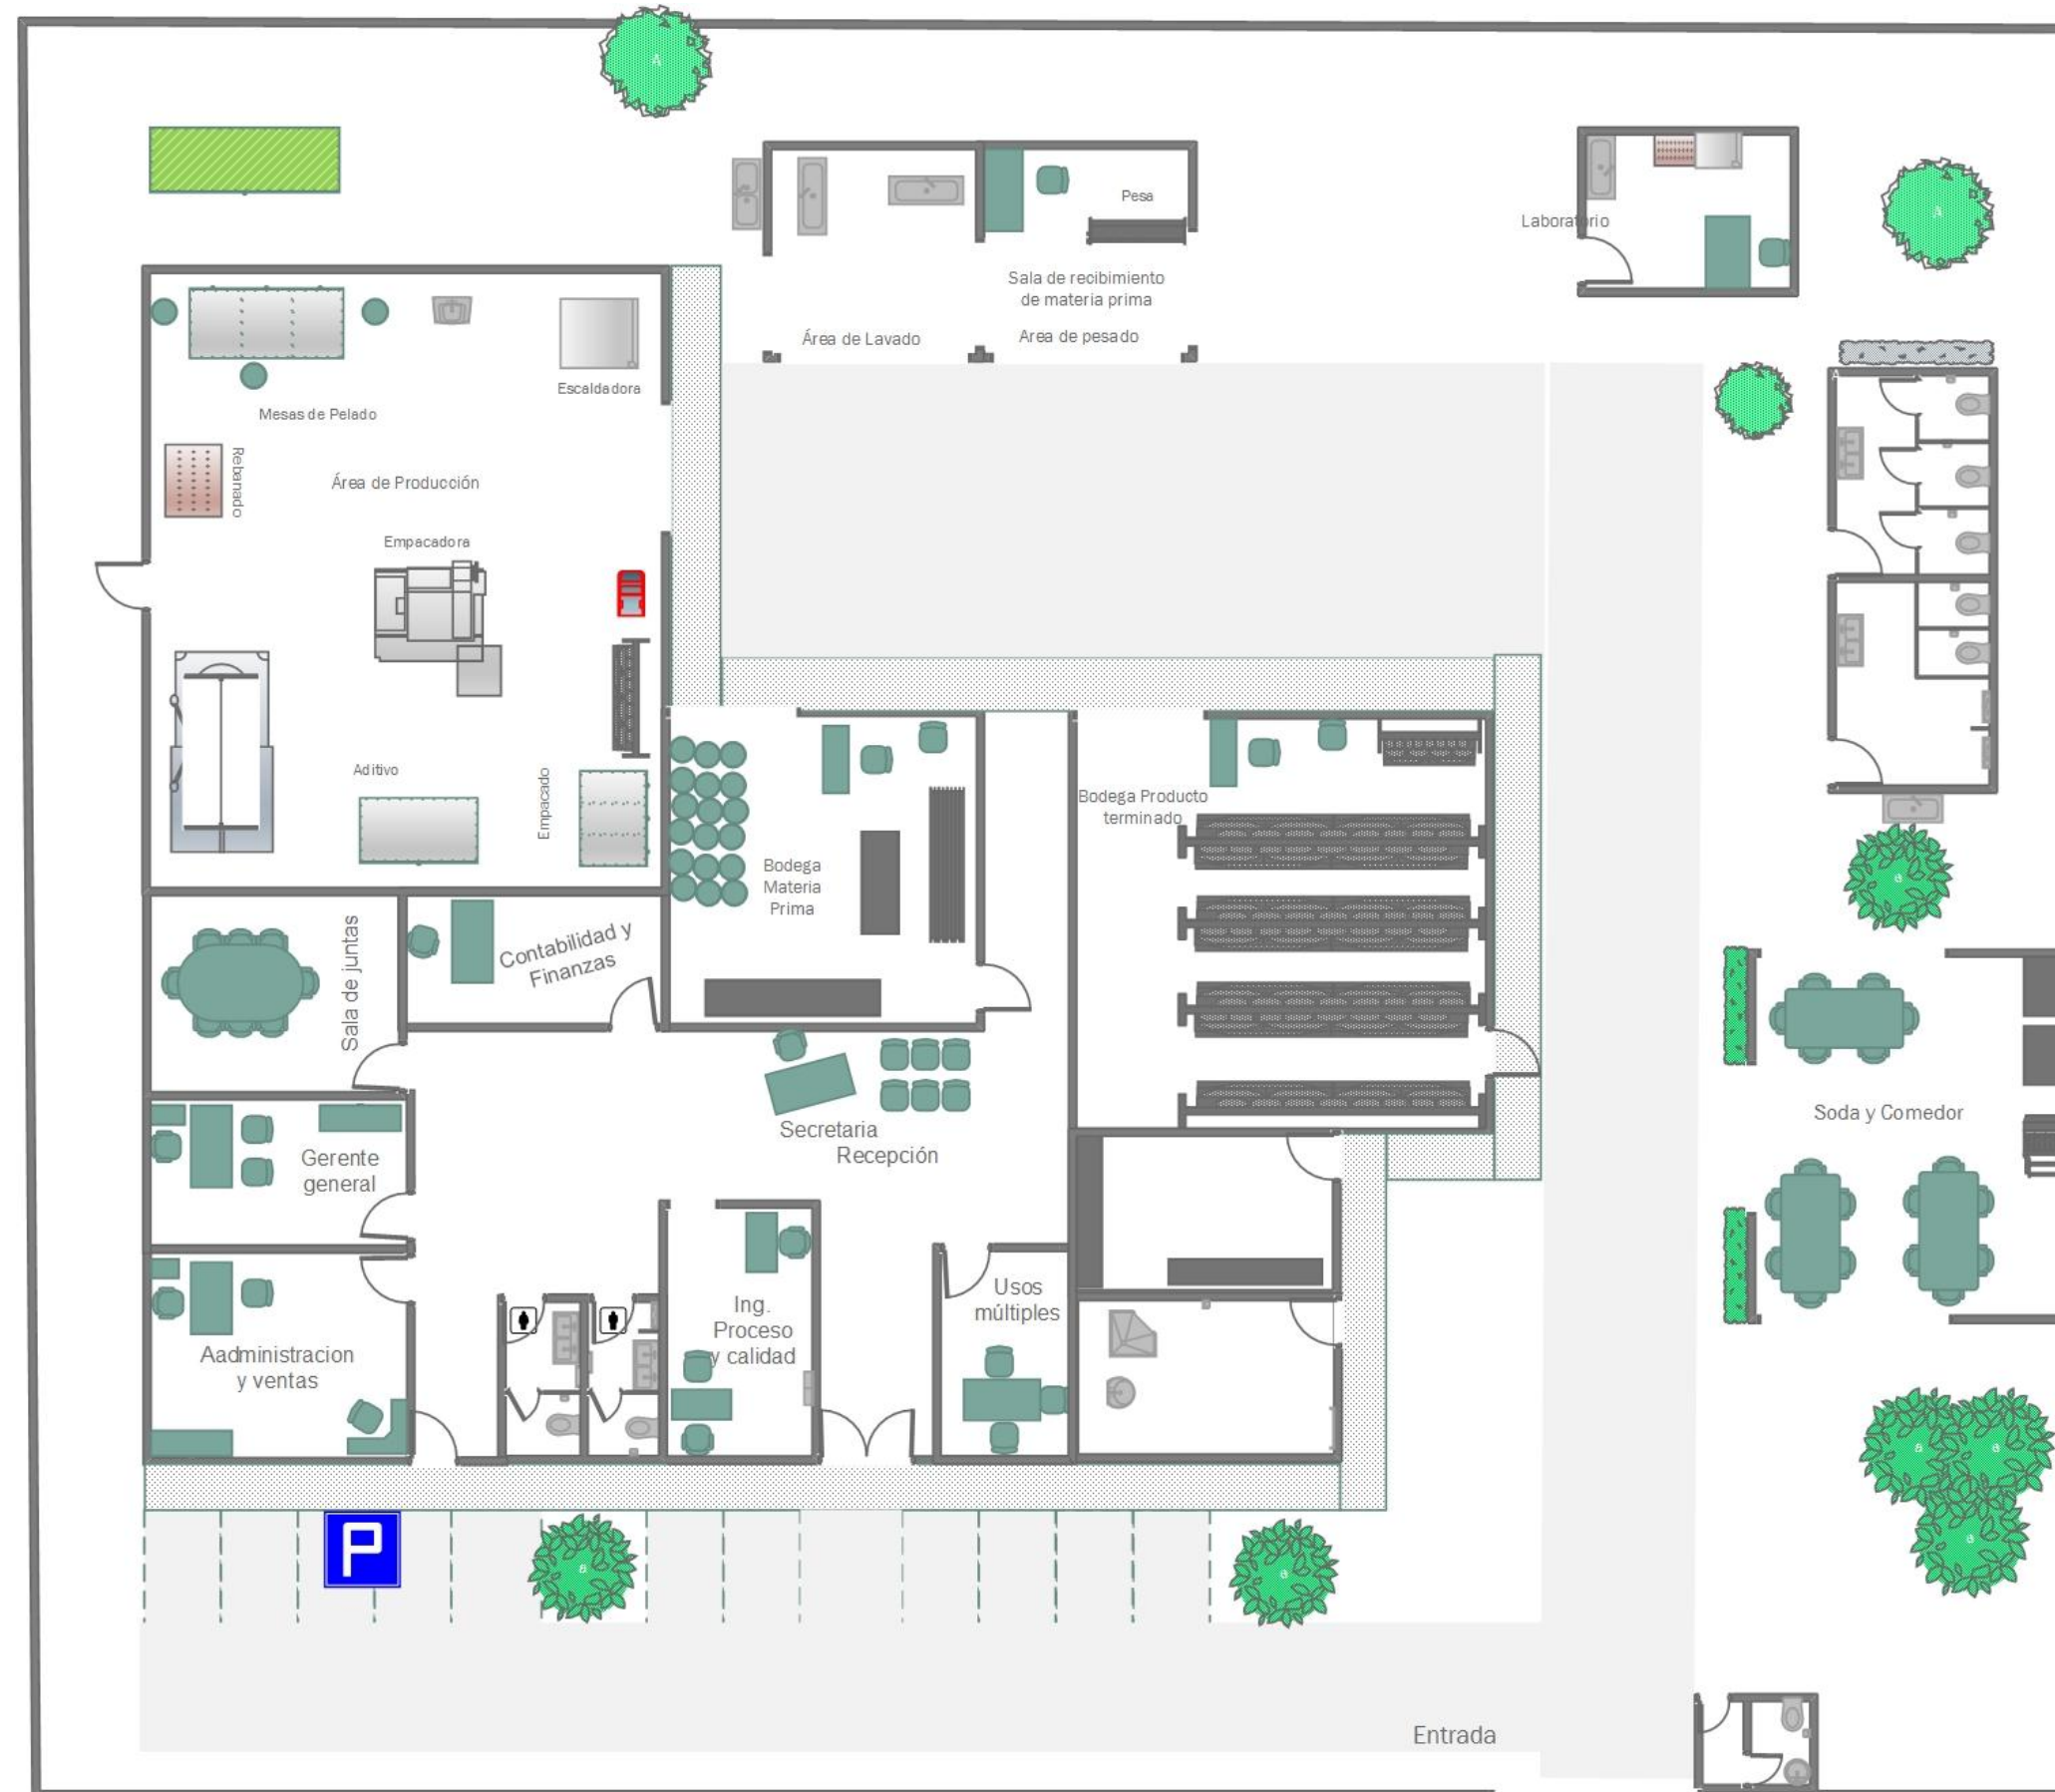 A
Pesa
Laboratorio
A
Sala de recibimiento
de materia prima
Área de Lavado
Area de pesado
A
Escaldadora
Mesas de Pelado
Rebanado
Área de Producción
Empacadora
Aditivo
Empacado
Bodega Producto
terminado
Bodega
Materia
Prima
a
Sala de juntas
Contabilidad y
Finanzas
Soda y Comedor
Secretaria
Recepción
Gerente
general
Usos
múltiples
Ing.
Proceso
y calidad
Aadministracion
y ventas
a
a
a
P
a
a
Entrada